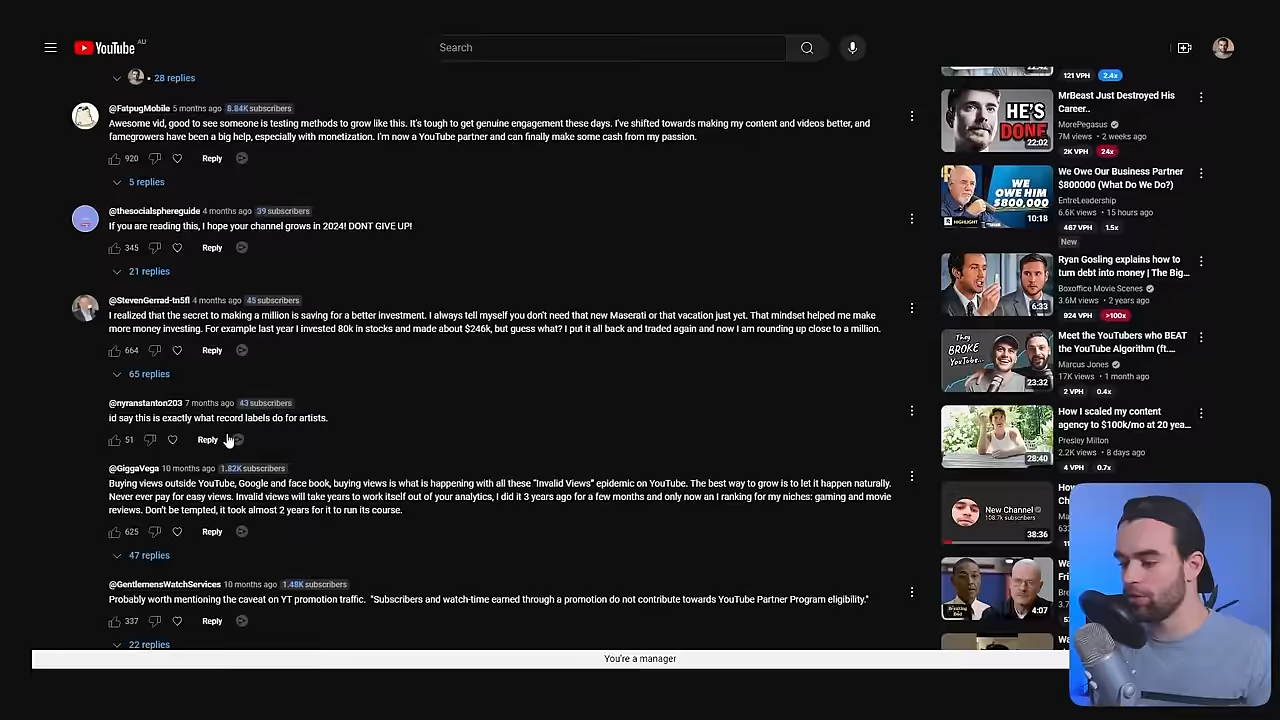 YouTube AU
Search
28 replies
@FatpugMobile 5 months ago 8.84K subscribers
Awesome vid, good to see someone is testing methods to grow like this. It's tough to get genuine engagement these days. I've shifted towards making my content and videos better, and
famegrowers have been a big help, especially with monetization. I'm now a YouTube partner and can finally make some cash from my passion.
920 Reply
5 replies
@thesocialsphereguide 4 months ago 39 subscribers
If you are reading this, I hope your channel grows in 2024! DONT GIVE UP!
345 Reply
21 replies
@StevenGerrad-tn5fl 4 months ago 45 subscribers
I realized that the secret to making a million is saving for a better investment. I always tell myself you don't need that new Maserati or that vacation just yet. That mindset helped me make
more money investing. For example last year I invested 80k in stocks and made about $246k, but guess what? I put it all back and traded again and now I am rounding up close to a million.
664 Reply
65 replies
@nyranstanton203 7 months ago 43 subscribers
id say this is exactly what record labels do for artists.
51 Reply
@GiggaVega 10 months ago 1.82K subscribers
Buying views outside YouTube, Google and face book, buying views is what is happening with all these "Invalid Views" epidemic on YouTube. The best way to grow is to let it happen naturally.
Never ever pay for easy views. Invalid views will take years to work itself out of your analytics, I did it 3 years ago for a few months and only now an I ranking for my niches: gaming and movie
reviews. Don't be tempted, it took almost 2 years for it to run its course.
625 Reply
47 replies
@GentlemensWatchServices 10 months ago 1.48K subscribers
Probably worth mentioning the caveat on YT promotion traffic. "Subscribers and watch-time earned through a promotion do not contribute towards YouTube Partner Program eligibility."
337 Reply
22 replies
You're a manager
121 VPH 2.4x
HE'S
DONE
22:02
MrBeast Just Destroyed His
Career..
MorePegasus
7M views • 2 weeks ago
2K VPH 24x
WE
OWE HIM
$800,000
HIGHLIGHT
10:18
We Owe Our Business Partner
$800000 (What Do We Do?)
EntreLeadership
6.6K views • 15 hours ago
467 VPH 1.5x
New
6:33
Ryan Gosling explains how to
turn debt into money | The Big...
Boxoffice Movie Scenes
3.6M views • 2 years ago
924 VPH >100x
They
BROKE
YouTube...
23:32
Meet the YouTubers who BEAT
the YouTube Algorithm (ft....
Marcus Jones
17K views • 1 month ago
2 VPH 0.4x
28:40
How I scaled my content
agency to $100k/mo at 20 yea...
Presley Milton
2.2K views • 8 days ago
4 VPH 0.7x
New Channel
108.7k subscribers
38:36
4:07